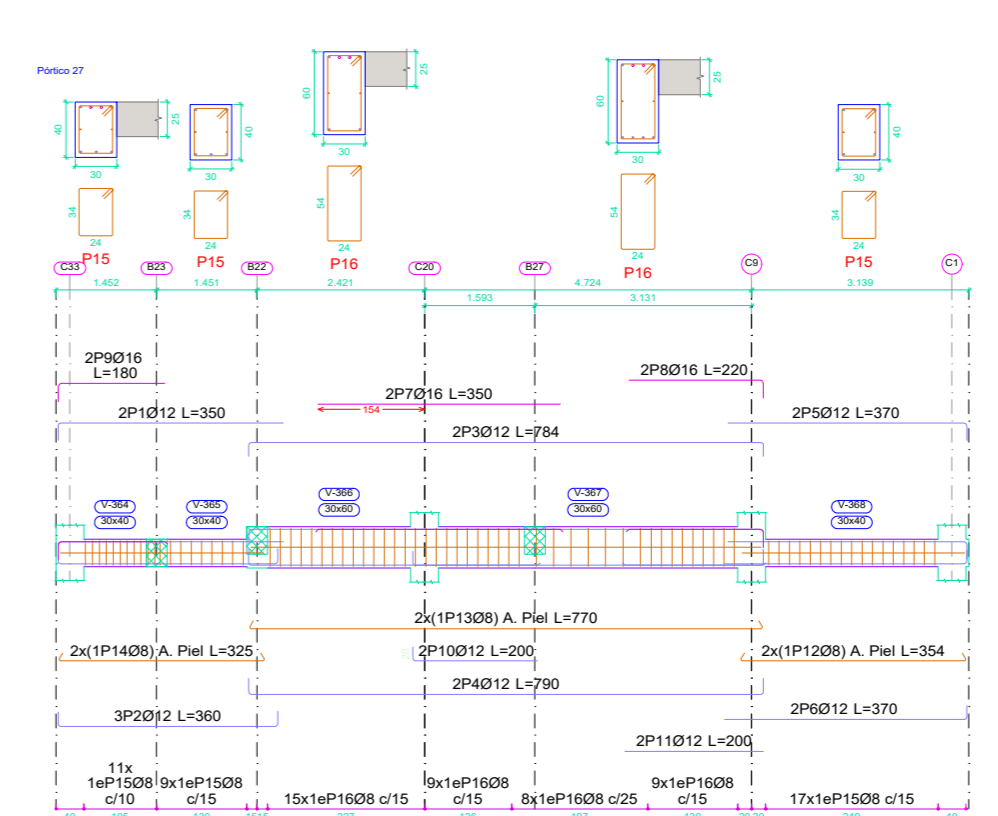 Pórtico 27
60
25
60
25
40
25
40
40
30
30
30
30
30
34
24
34
24
54
24
54
24
34
24
P15
P15
P16
P16
P15
C33
B23
B22
C20
B27
C9
C1
1.452
1.451
2.421
4.724
3.139
1.593
3.131
2P9Ø16
L=180
2P8Ø16 L=220
2P7Ø16 L=350
154
2P1Ø12 L=350
2P5Ø12 L=370
2P3Ø12 L=784
V-364
30x40
V-365
30x40
V-366
30x60
V-367
30x60
V-368
30x40
2x(1P13Ø8) A. Piel L=770
2x(1P14Ø8) A. Piel L=325
20
2P10Ø12 L=200
2x(1P12Ø8) A. Piel L=354
2P4Ø12 L=790
3P2Ø12 L=360
2P6Ø12 L=370
2P11Ø12 L=200
11x
1eP15Ø8
c/10
9x1eP15Ø8
c/15
15x1eP16Ø8 c/15
9x1eP16Ø8
c/15
8x1eP16Ø8 c/25
9x1eP16Ø8
c/15
17x1eP15Ø8 c/15